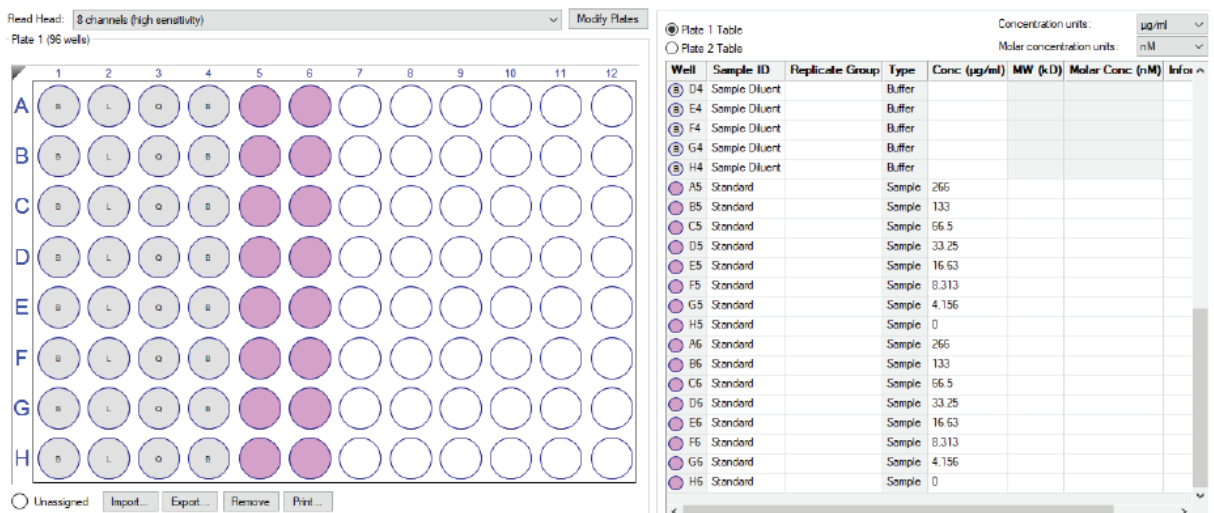 Read Head: 8 channels (high sensitivity) Modify Plates
Plate 1 (96 wells)
1 2 3 4 5 6 7 8 9 10 11 12
A B L Q B
B B L Q B
C B L Q B
D B L Q B
E B L Q B
F B L Q B
G B L Q B
H B L Q B
Unassigned Import... Export... Remove Print...
Plate 1 Table Concentration units: µg/ml
Plate 2 Table Molar concentration units: nM
Well Sample ID Replicate Group Type Conc (µg/ml) MW (kD) Molar Conc (nM) Infor
B D4 Sample Diluent Buffer
B E4 Sample Diluent Buffer
B F4 Sample Diluent Buffer
B G4 Sample Diluent Buffer
B H4 Sample Diluent Buffer
A5 Standard Sample 266
B5 Standard Sample 133
C5 Standard Sample 66.5
D5 Standard Sample 33.25
E5 Standard Sample 16.63
F5 Standard Sample 8.313
G5 Standard Sample 4.156
H5 Standard Sample 0
A6 Standard Sample 266
B6 Standard Sample 133
C6 Standard Sample 66.5
D6 Standard Sample 33.25
E6 Standard Sample 16.63
F6 Standard Sample 8.313
G6 Standard Sample 4.156
H6 Standard Sample 0